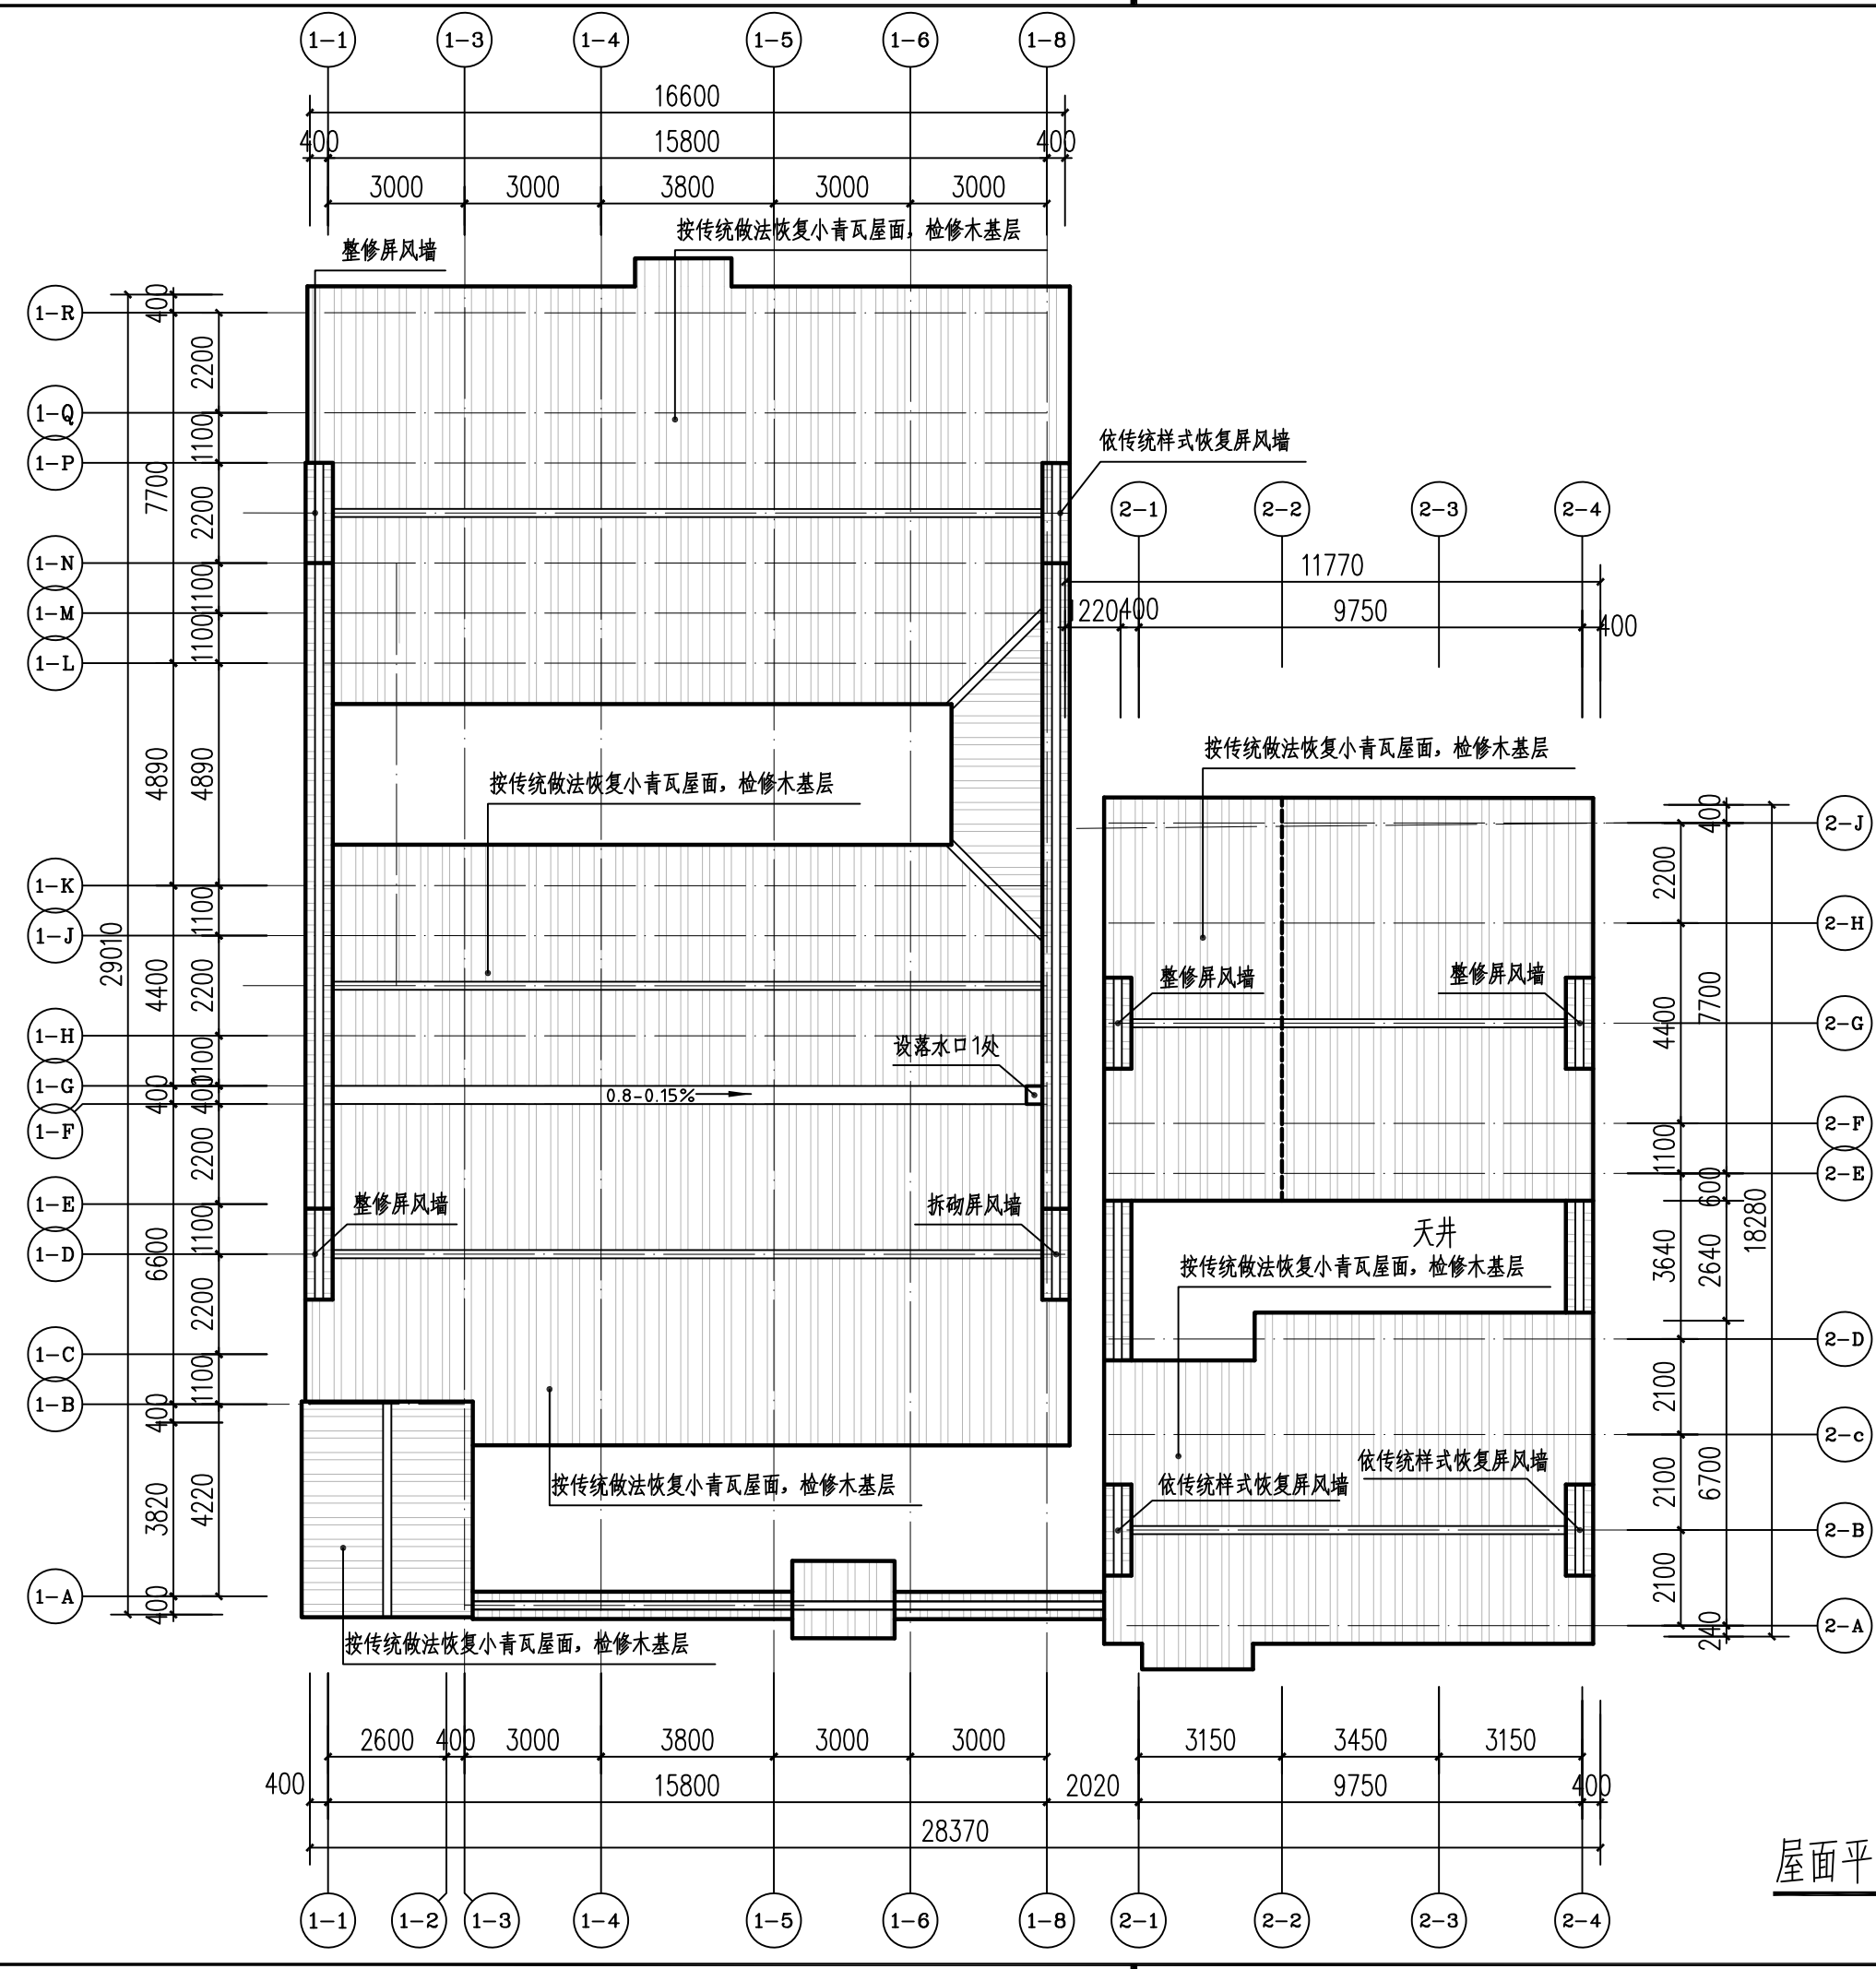 1-1 1-3 1-4 1-5 1-6 1-8
16600
400 15800 400
3000 3000 3800 3000 3000
按传统做法恢复小青瓦屋面，检修木基层
整修屏风墙
1-R
1-Q
1-P
1-N
1-M
1-L
1-K
1-J
1-H
1-G
1-F
1-E
1-D
1-C
1-B
1-A
29010
400
7700
4890
4400
400
6600
400
3820
400
2200
1100
2200
1100
1100
4890
1100
2200
1100
400
2200
1100
2200
1100
4220
依传统样式恢复屏风墙
2-1 2-2 2-3 2-4
11770
1220 400 9750 400
按传统做法恢复小青瓦屋面，检修木基层
按传统做法恢复小青瓦屋面，检修木基层
整修屏风墙 整修屏风墙
设落水口1处
0.8-0.15%
整修屏风墙 拆砌屏风墙
天井
按传统做法恢复小青瓦屋面，检修木基层
依传统样式恢复屏风墙
依传统样式恢复屏风墙
按传统做法恢复小青瓦屋面，检修木基层
按传统做法恢复小青瓦屋面，检修木基层
2200
4400
1100
3640
2100
2100
2100
400
7700
600
2640
6700
240
18280
2-J
2-H
2-G
2-F
2-E
2-D
2-c
2-B
2-A
2600 400 3000 3800 3000 3000 3150 3450 3150
400 15800 2020 9750 400
28370
1-1 1-2 1-3 1-4 1-5 1-6 1-8 2-1 2-2 2-3 2-4
屋面平